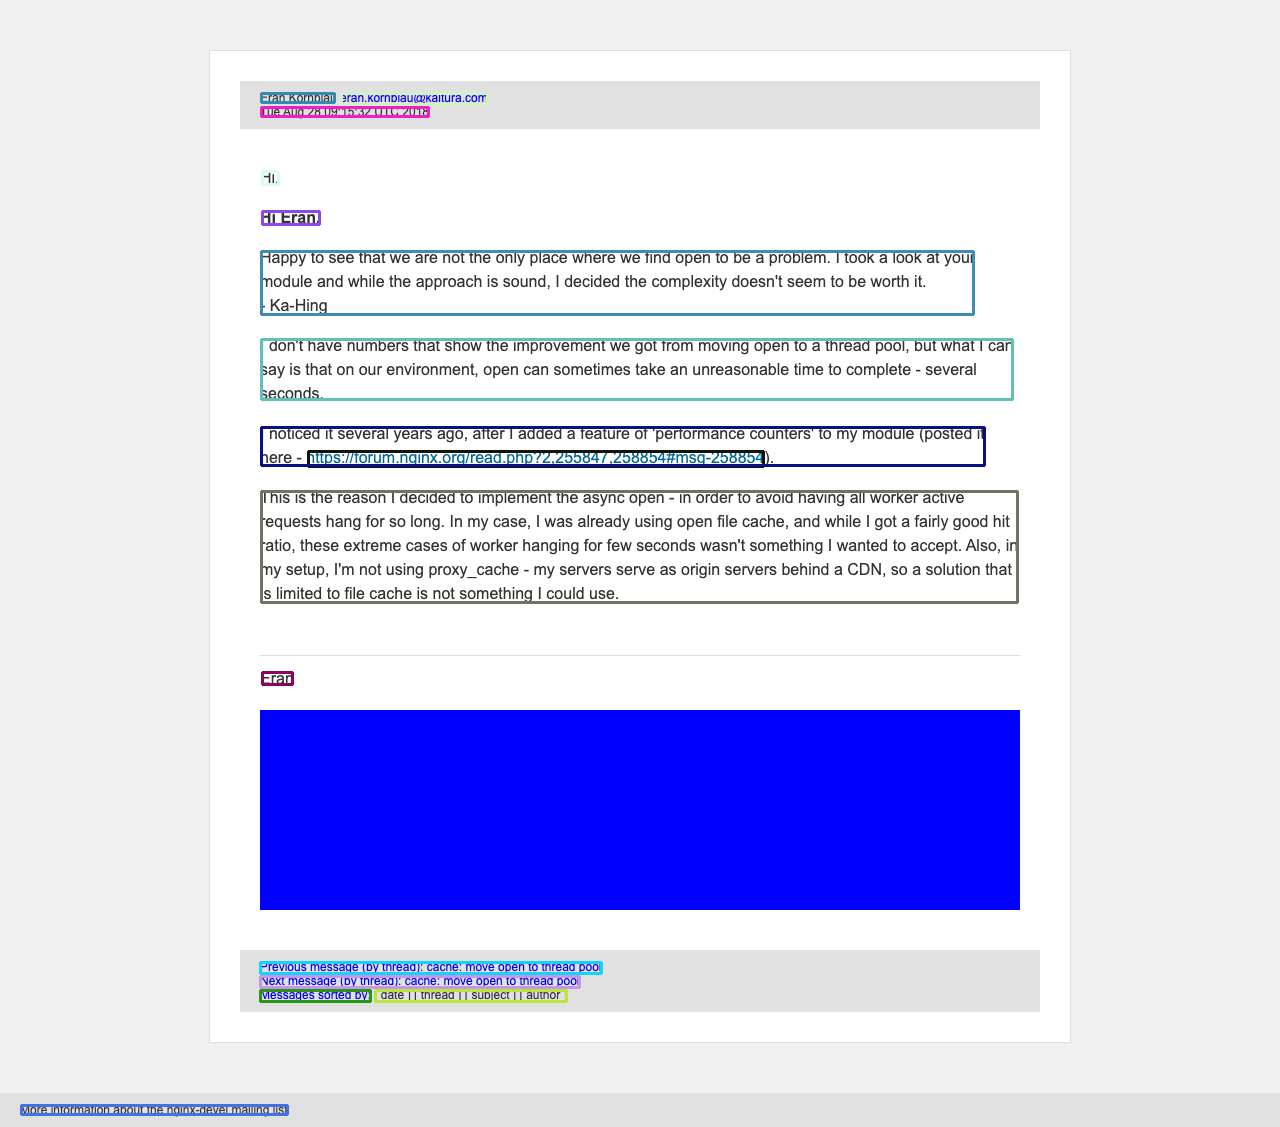 Eran Kornblau eran.kornblau@kaltura.com
Tue Aug 28 09:15:32 UTC 2018
Hi,
Hi Eran,
Happy to see that we are not the only place where we find open to be a problem. I took a look at your
module and while the approach is sound, I decided the complexity doesn't seem to be worth it.
- Ka-Hing
I don't have numbers that show the improvement we got from moving open to a thread pool, but what I can
say is that on our environment, open can sometimes take an unreasonable time to complete - several
seconds.
I noticed it several years ago, after I added a feature of 'performance counters' to my module (posted it
here - https://forum.nginx.org/read.php?2,255847,258854#msg-258854).
This is the reason I decided to implement the async open - in order to avoid having all worker active
requests hang for so long. In my case, I was already using open file cache, and while I got a fairly good hit
ratio, these extreme cases of worker hanging for few seconds wasn't something I wanted to accept. Also, in
my setup, I'm not using proxy_cache - my servers serve as origin servers behind a CDN, so a solution that
is limited to file cache is not something I could use.
Eran
Previous message (by thread): cache: move open to thread pool
Next message (by thread): cache: move open to thread pool
Messages sorted by: [ date ] [ thread ] [ subject ] [ author ]
More information about the nginx-devel mailing list